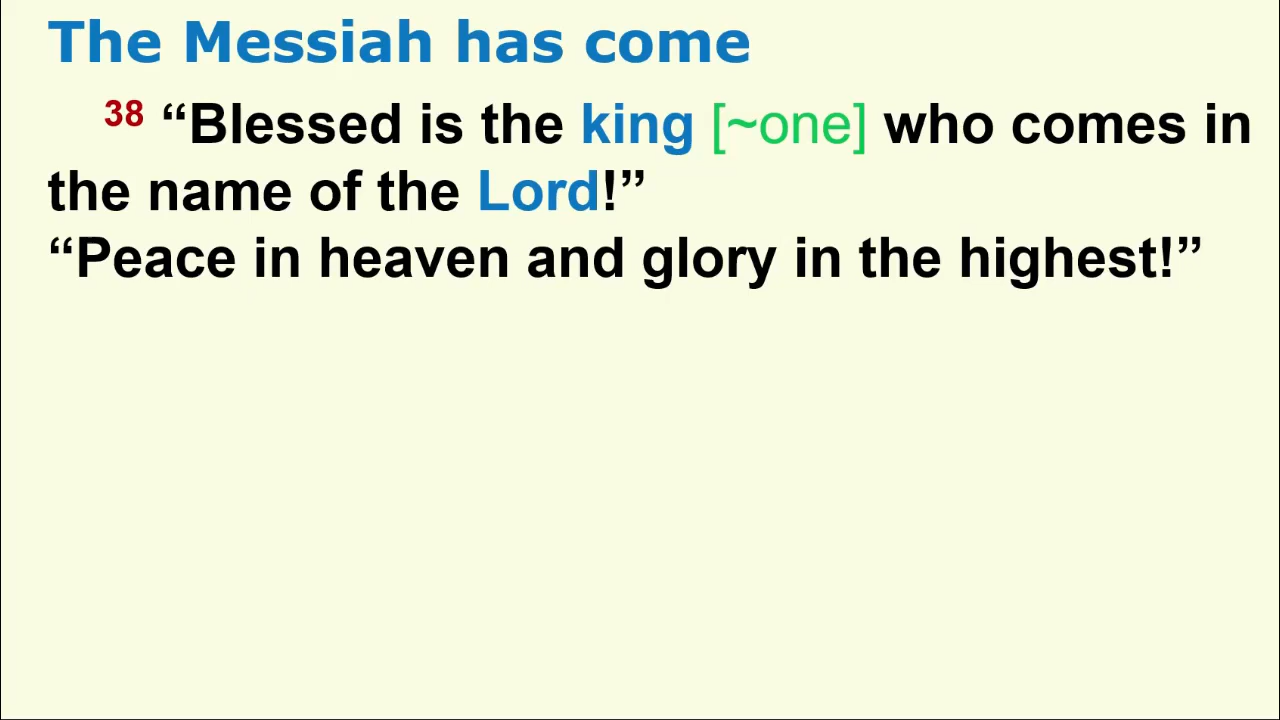 The Messiah has come
38 “Blessed is the king [~one] who comes in
the name of the Lord!”
“Peace in heaven and glory in the highest!”